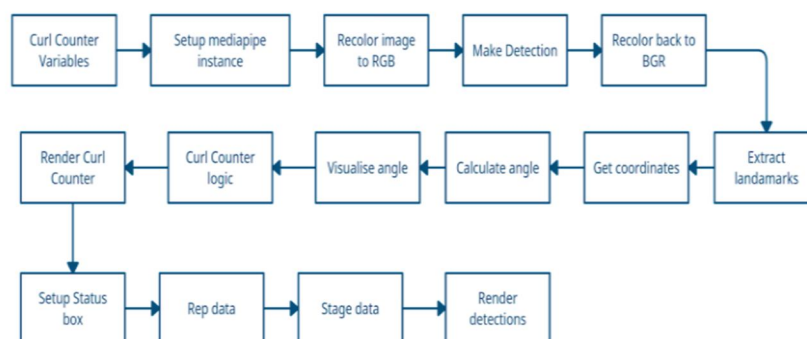 Curl Counter
Variables
Setup mediapipe
instance
Recolor image
to RGB
Make Detection
Recolor back to
BGR
Extract
landamarks
Get coordinates
Calculate angle
Visualise angle
Curl Counter
logic
Render Curl
Counter
Setup Status
box
Rep data
Stage data
Render
detections